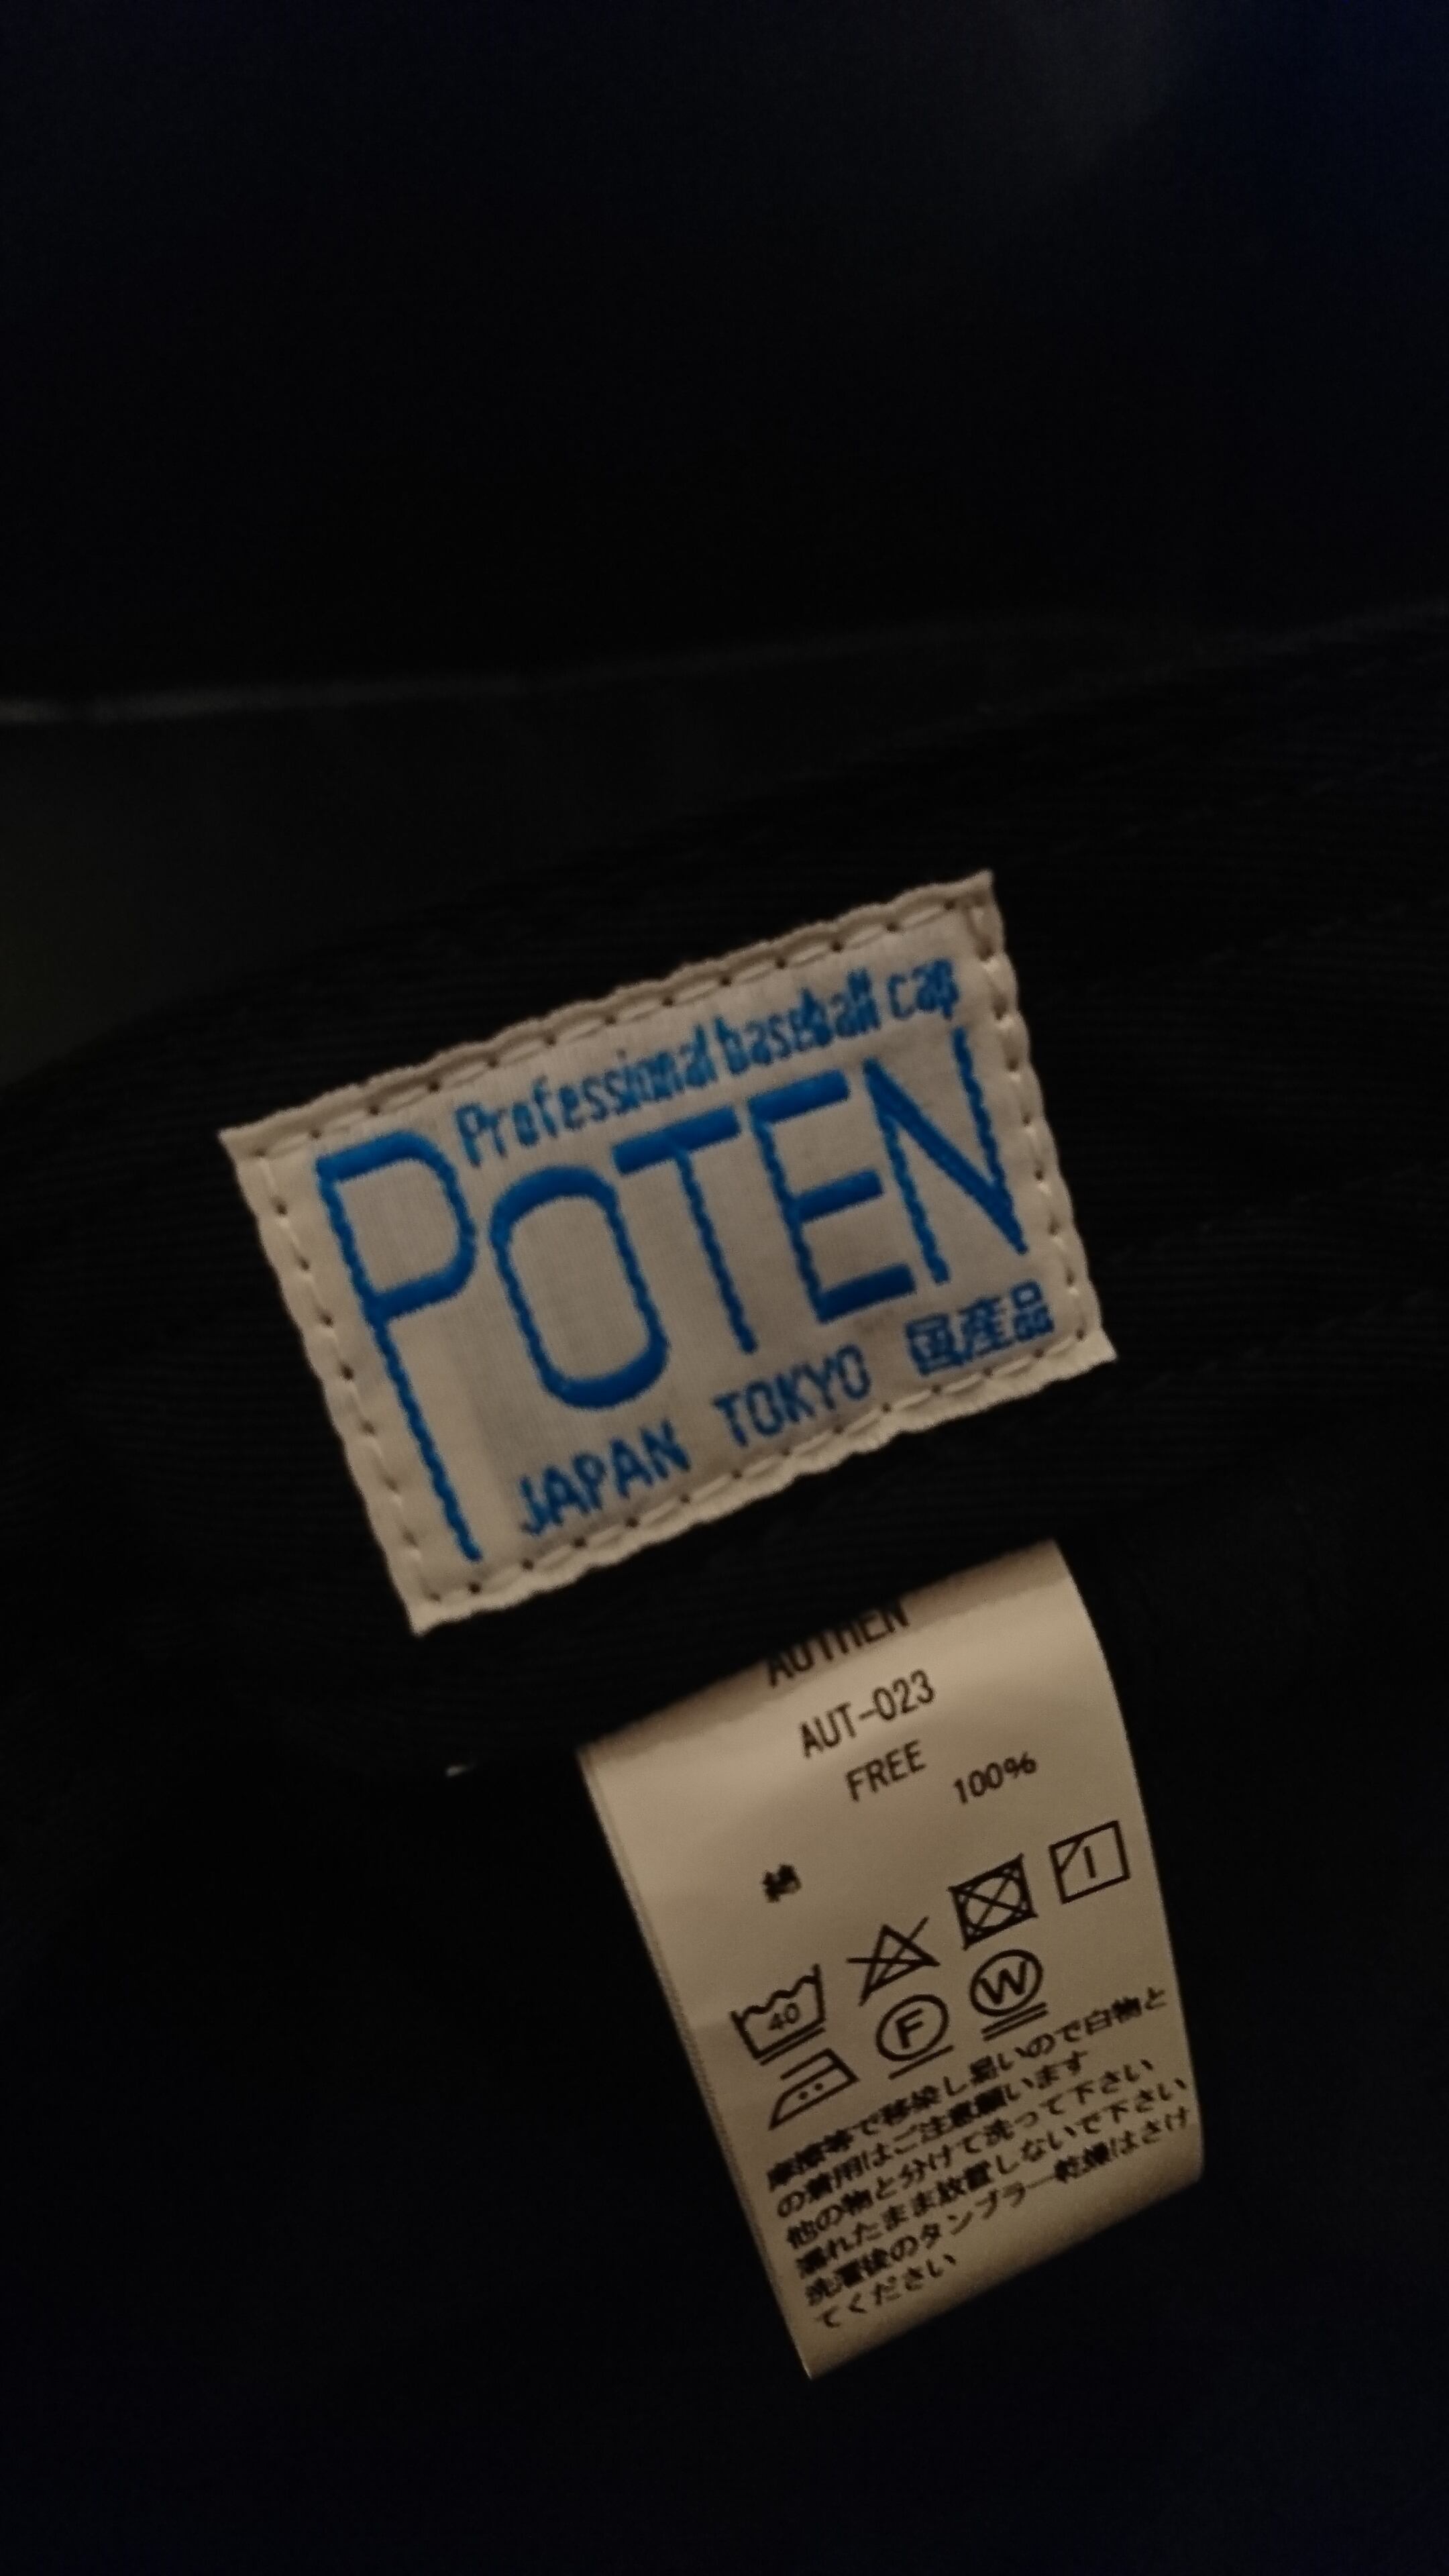 Professional baseball cap
POTEN
JAPAN TOKYO 国産品
AUTHEN
AUT-023
FREE
綿 100%
40
F W
摩擦等で移染し易いので白物と
の着用はご注意願います
他の物と分けて洗って下さい
濡れたまま放置しないで下さい
洗濯後のタンブラー乾燥はさけ
てください